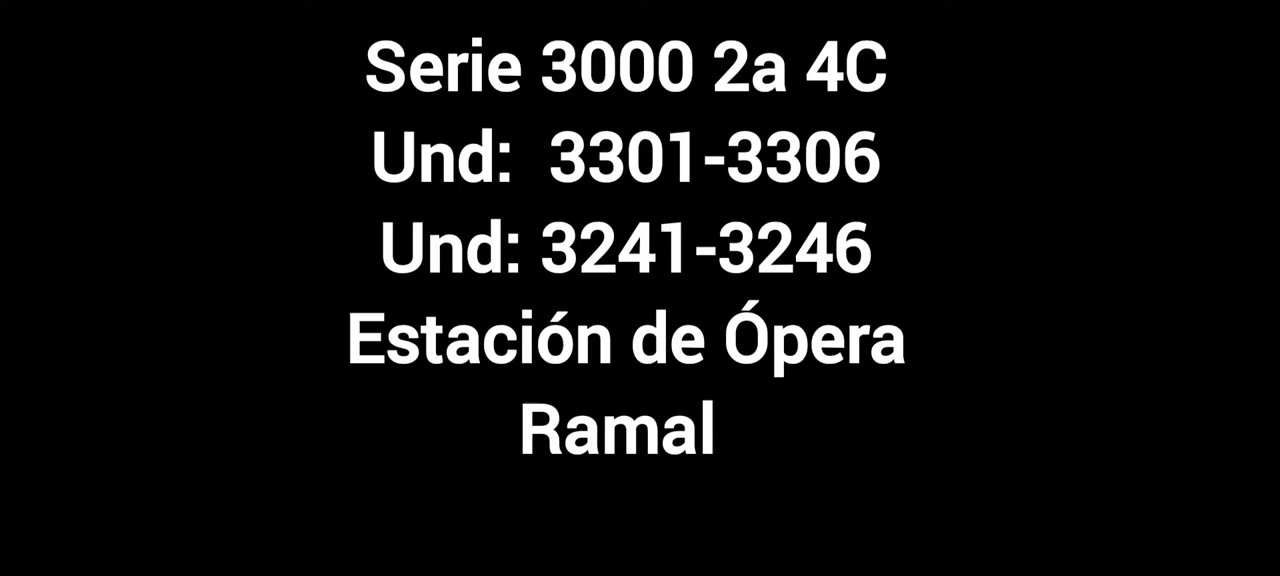 Serie 3000 2a 4C
Und:  3301-3306
Und: 3241-3246
Estación de Ópera
Ramal